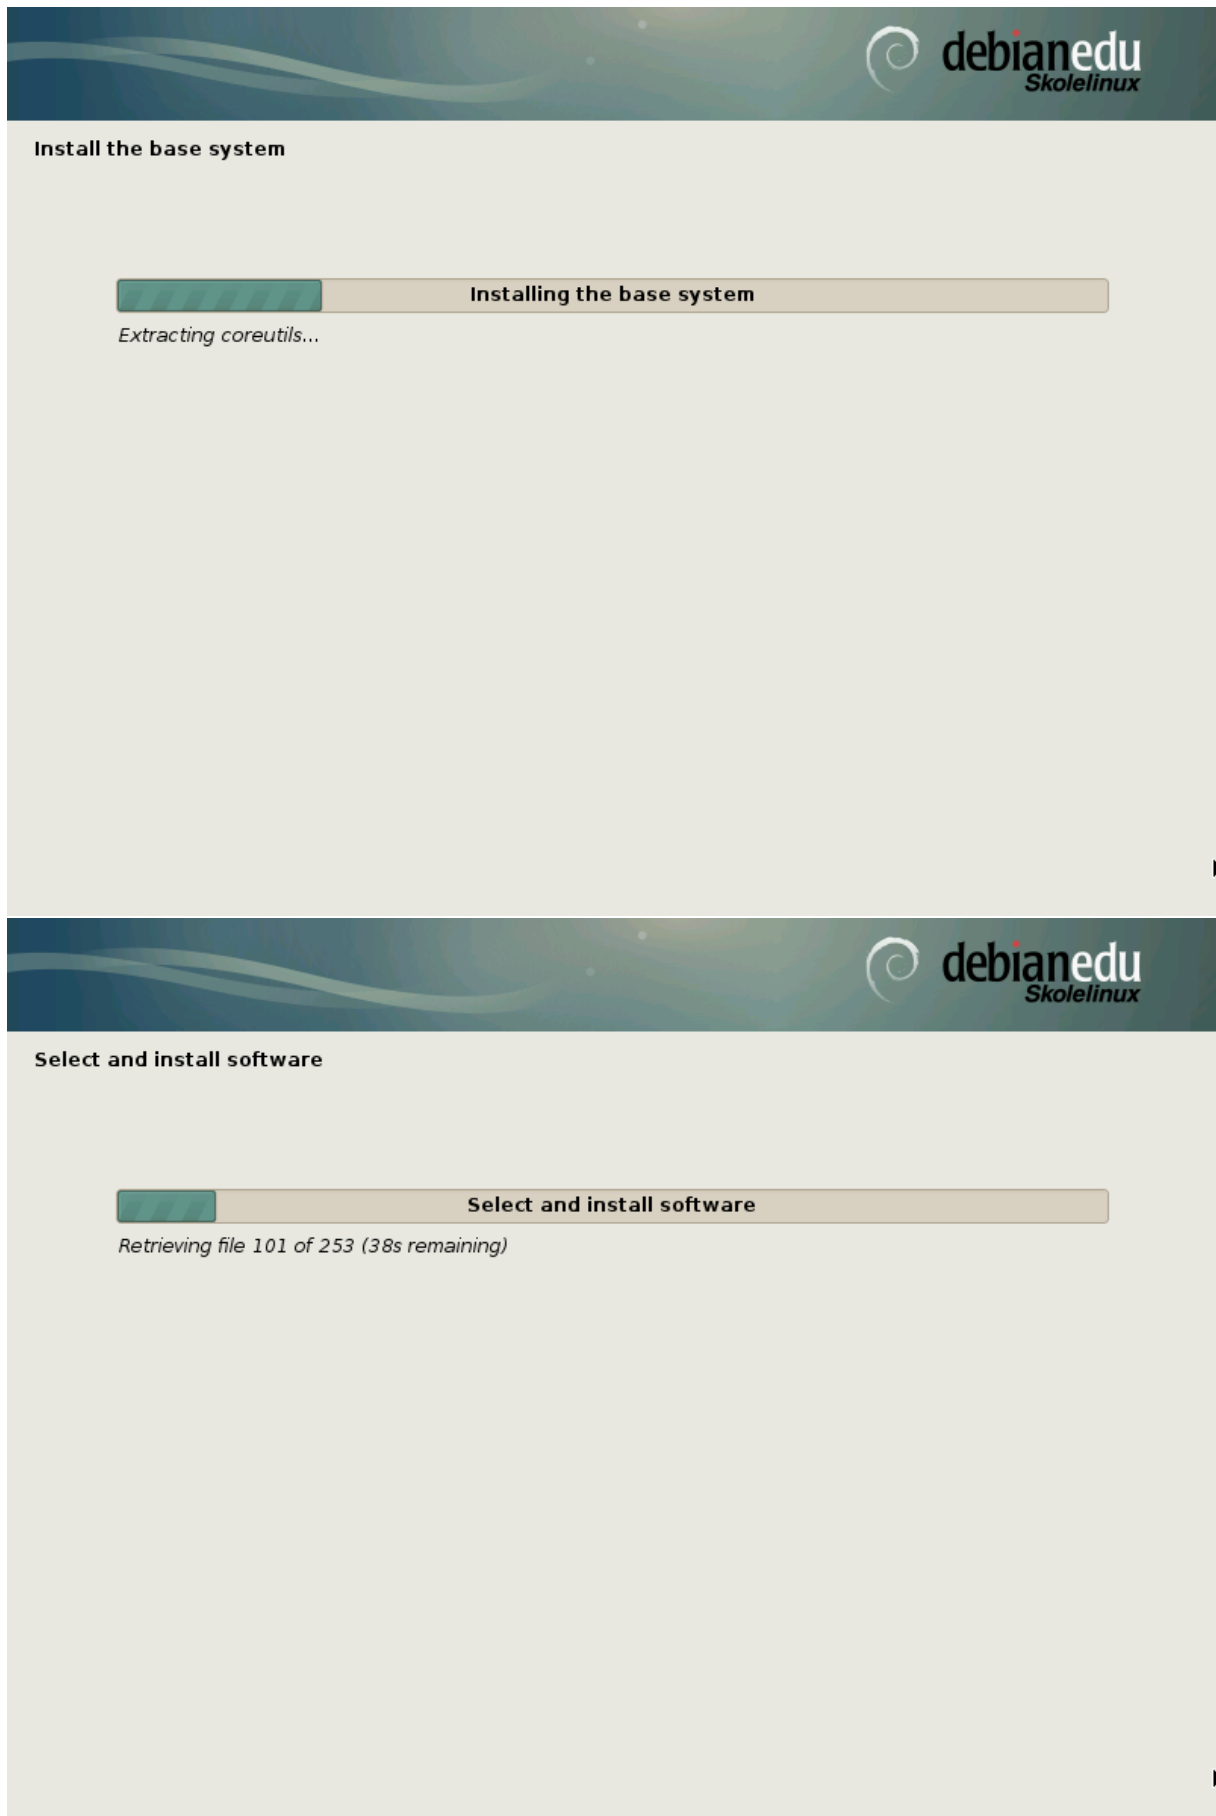 debianedu
Skolelinux
Install the base system
Installing the base system
Extracting coreutils...
debianedu
Skolelinux
Select and install software
Select and install software
Retrieving file 101 of 253 (38s remaining)